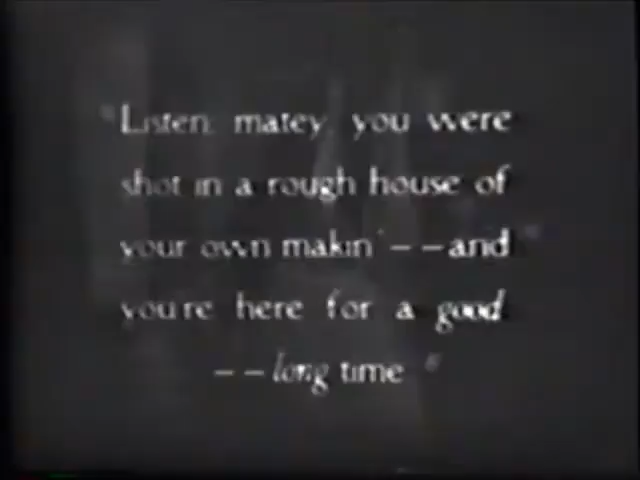 "Listen, matey, you were
shot in a rough house of
your own makin'--and
you're here for a good
--long time."